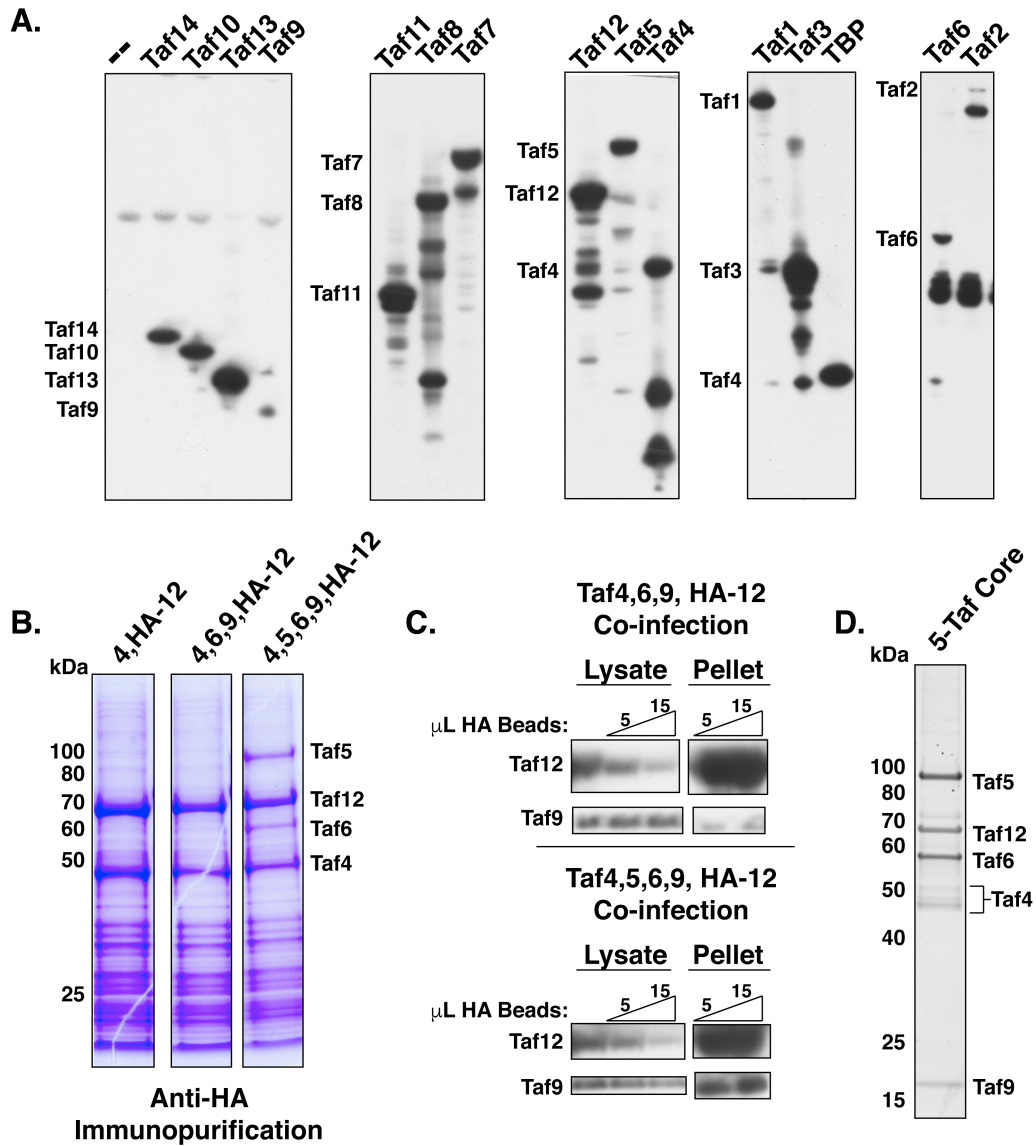 A.
-- Taf14 Taf10 Taf13 Taf9
Taf14
Taf10
Taf13
Taf9
Taf11 Taf8 Taf7
Taf7
Taf8
Taf11
Taf12 Taf5 Taf4
Taf5
Taf12
Taf4
Taf1 Taf3 TBP
Taf1
Taf3
Taf4
Taf6 Taf2
Taf2
Taf6
B.
4,HA-12 4,6,9,HA-12 4,5,6,9,HA-12
kDa
100
80
70
60
50
25
Taf5
Taf12
Taf6
Taf4
Anti-HA
Immunopurification
C.
Taf4,6,9, HA-12
Co-infection
Lysate Pellet
μL HA Beads: 5 15 5 15
Taf12
Taf9
Taf4,5,6,9, HA-12
Co-infection
Lysate Pellet
μL HA Beads: 5 15 5 15
Taf12
Taf9
D.
5-Taf Core
kDa
100
80
70
60
50
40
25
15
Taf5
Taf12
Taf6
Taf4
Taf9